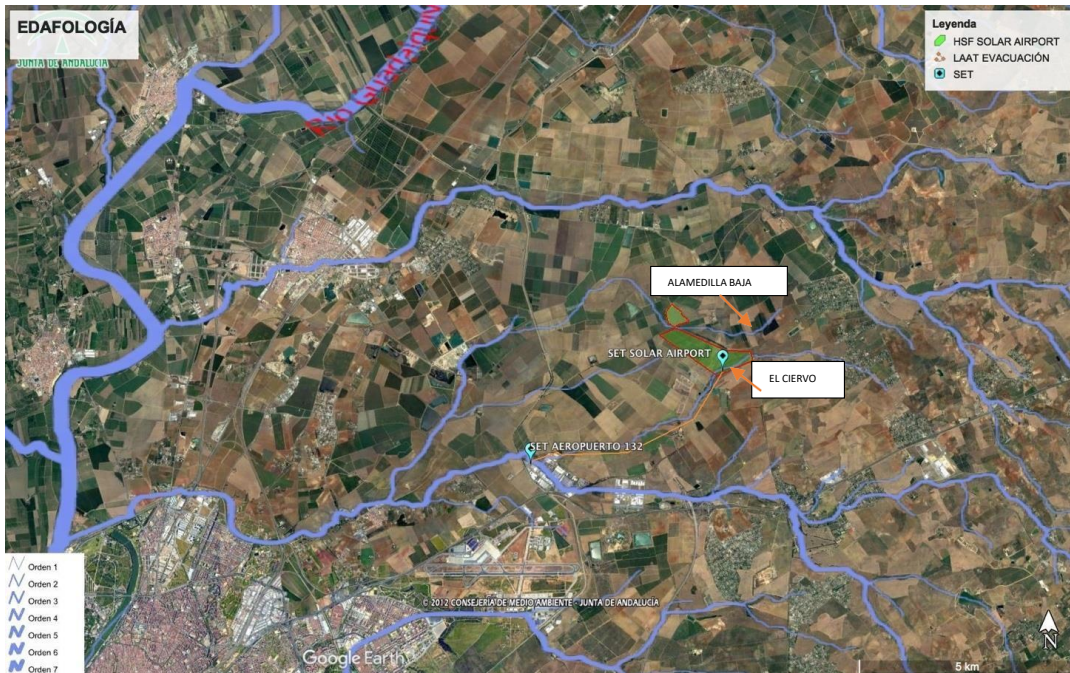 EDAFOLOGÍA
JUNTA DE ANDALUCIA
Leyenda
HSF SOLAR AIRPORT
LAAT EVACUACIÓN
SET
ALAMEDILLA BAJA
SET SOLAR AIRPORT
EL CIERVO
SET AEROPUERTO 132
Orden 1
Orden 2
Orden 3
Orden 4
Orden 5
Orden 6
Orden 7
© 2012 CONSEJERÍA DE MEDIO AMBIENTE - JUNTA DE ANDALUCIA
Google Earth
N
5 km